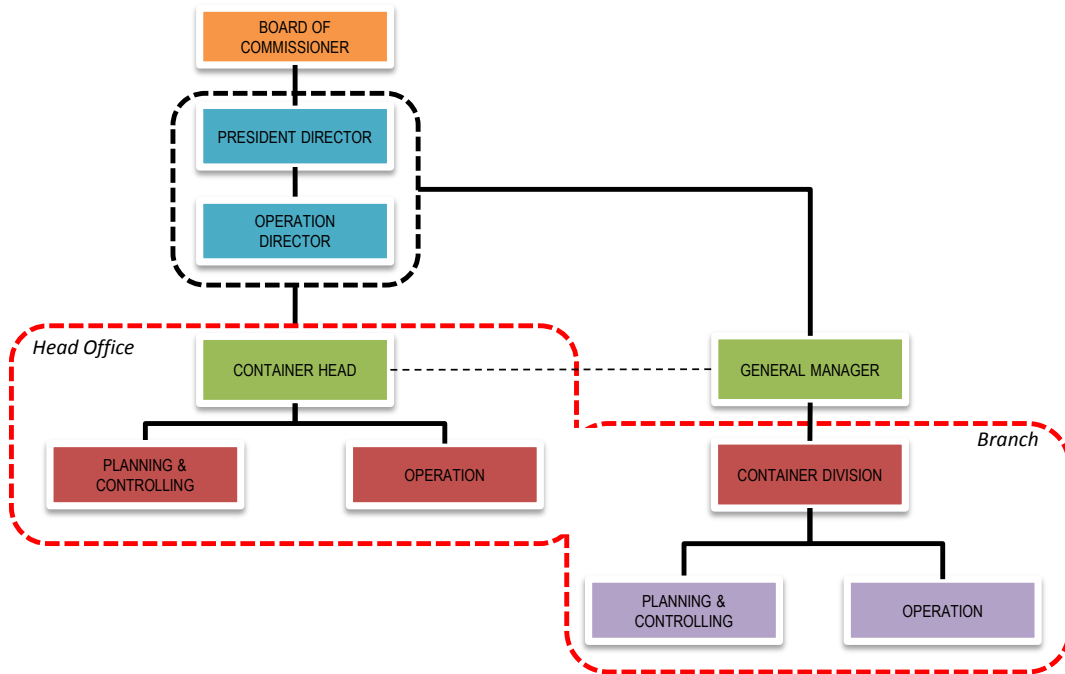 BOARD OF
COMMISSIONER
PRESIDENT DIRECTOR
OPERATION
DIRECTOR
Head Office
CONTAINER HEAD
GENERAL MANAGER
PLANNING &
CONTROLLING
OPERATION
Branch
CONTAINER DIVISION
PLANNING &
CONTROLLING
OPERATION